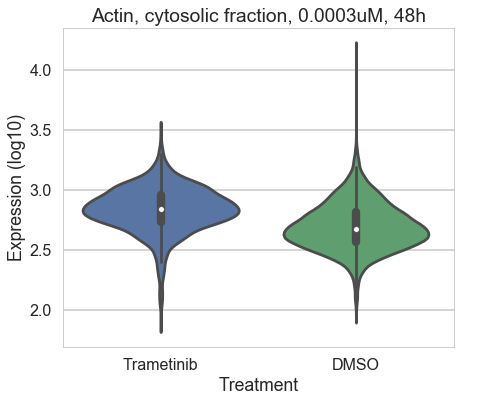 Actin, cytosolic fraction, 0.0003uM, 48h
Expression (log10)
4.0
3.5
3.0
2.5
2.0
Trametinib DMSO
Treatment